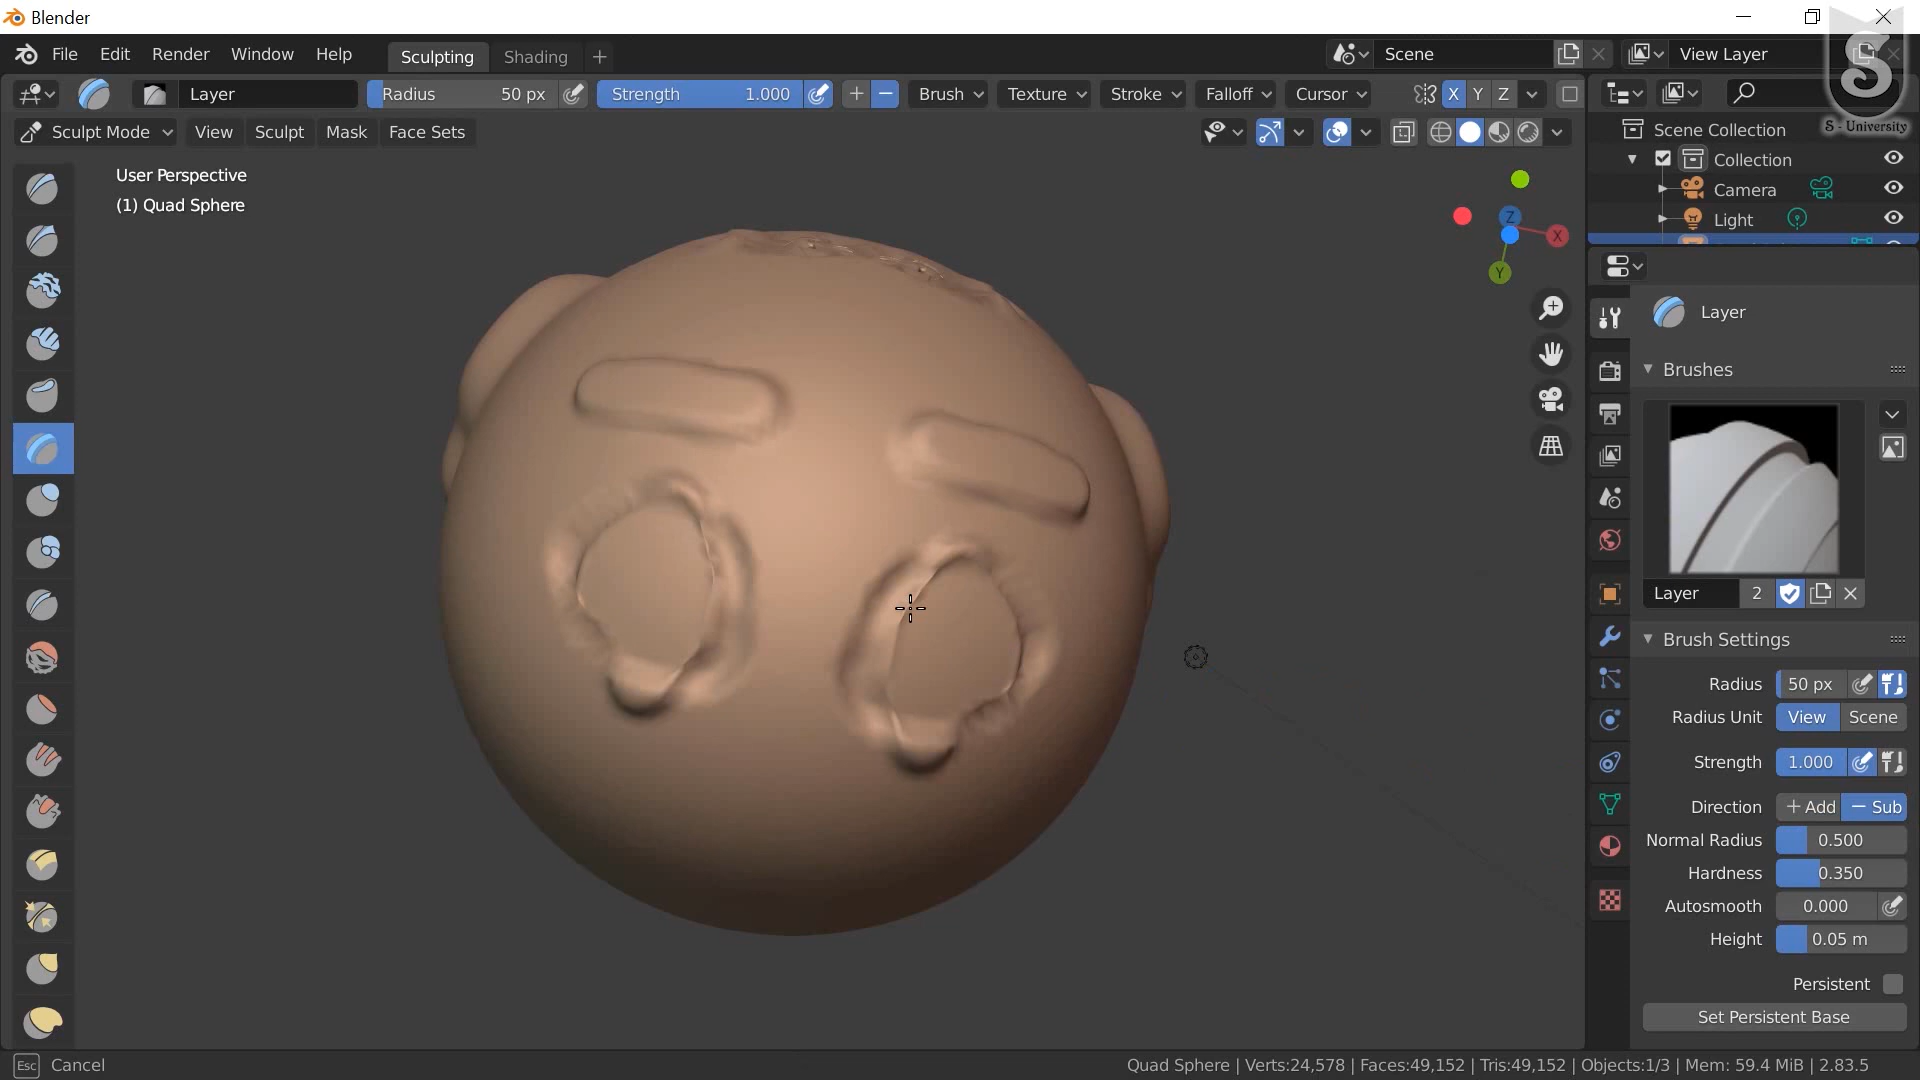 Blender
File Edit Render Window Help Sculpting Shading + Scene View Layer
Layer Radius 50 px Strength 1.000 Brush Texture Stroke Falloff Cursor X Y Z
S
S - University
Sculpt Mode View Sculpt Mask Face Sets
Scene Collection
Collection
Camera
Light
User Perspective
(1) Quad Sphere
Z
X
Y
Layer
Brushes
Layer 2
Brush Settings
Radius 50 px
Radius Unit View Scene
Strength 1.000
Direction + Add − Sub
Normal Radius 0.500
Hardness 0.350
Autosmooth 0.000
Height 0.05 m
Persistent
Set Persistent Base
Esc Cancel
Quad Sphere | Verts:24,578 | Faces:49,152 | Tris:49,152 | Objects:1/3 | Mem: 59.4 MiB | 2.83.5